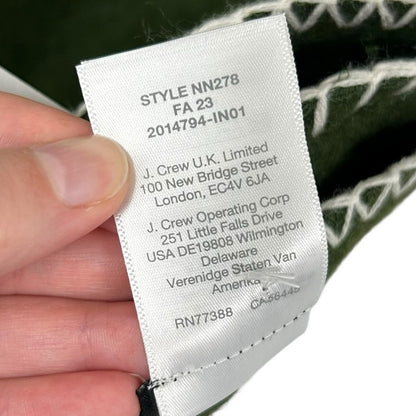 STYLE NN278
FA 23
2014794-IN01
J. Crew U.K. Limited
100 New Bridge Street
London, EC4V 6JA
J. Crew Operating Corp
251 Little Falls Drive
USA DE19808 Wilmington
Delaware
Verenidge Staten Van
Amerika
RN77388 CA56448